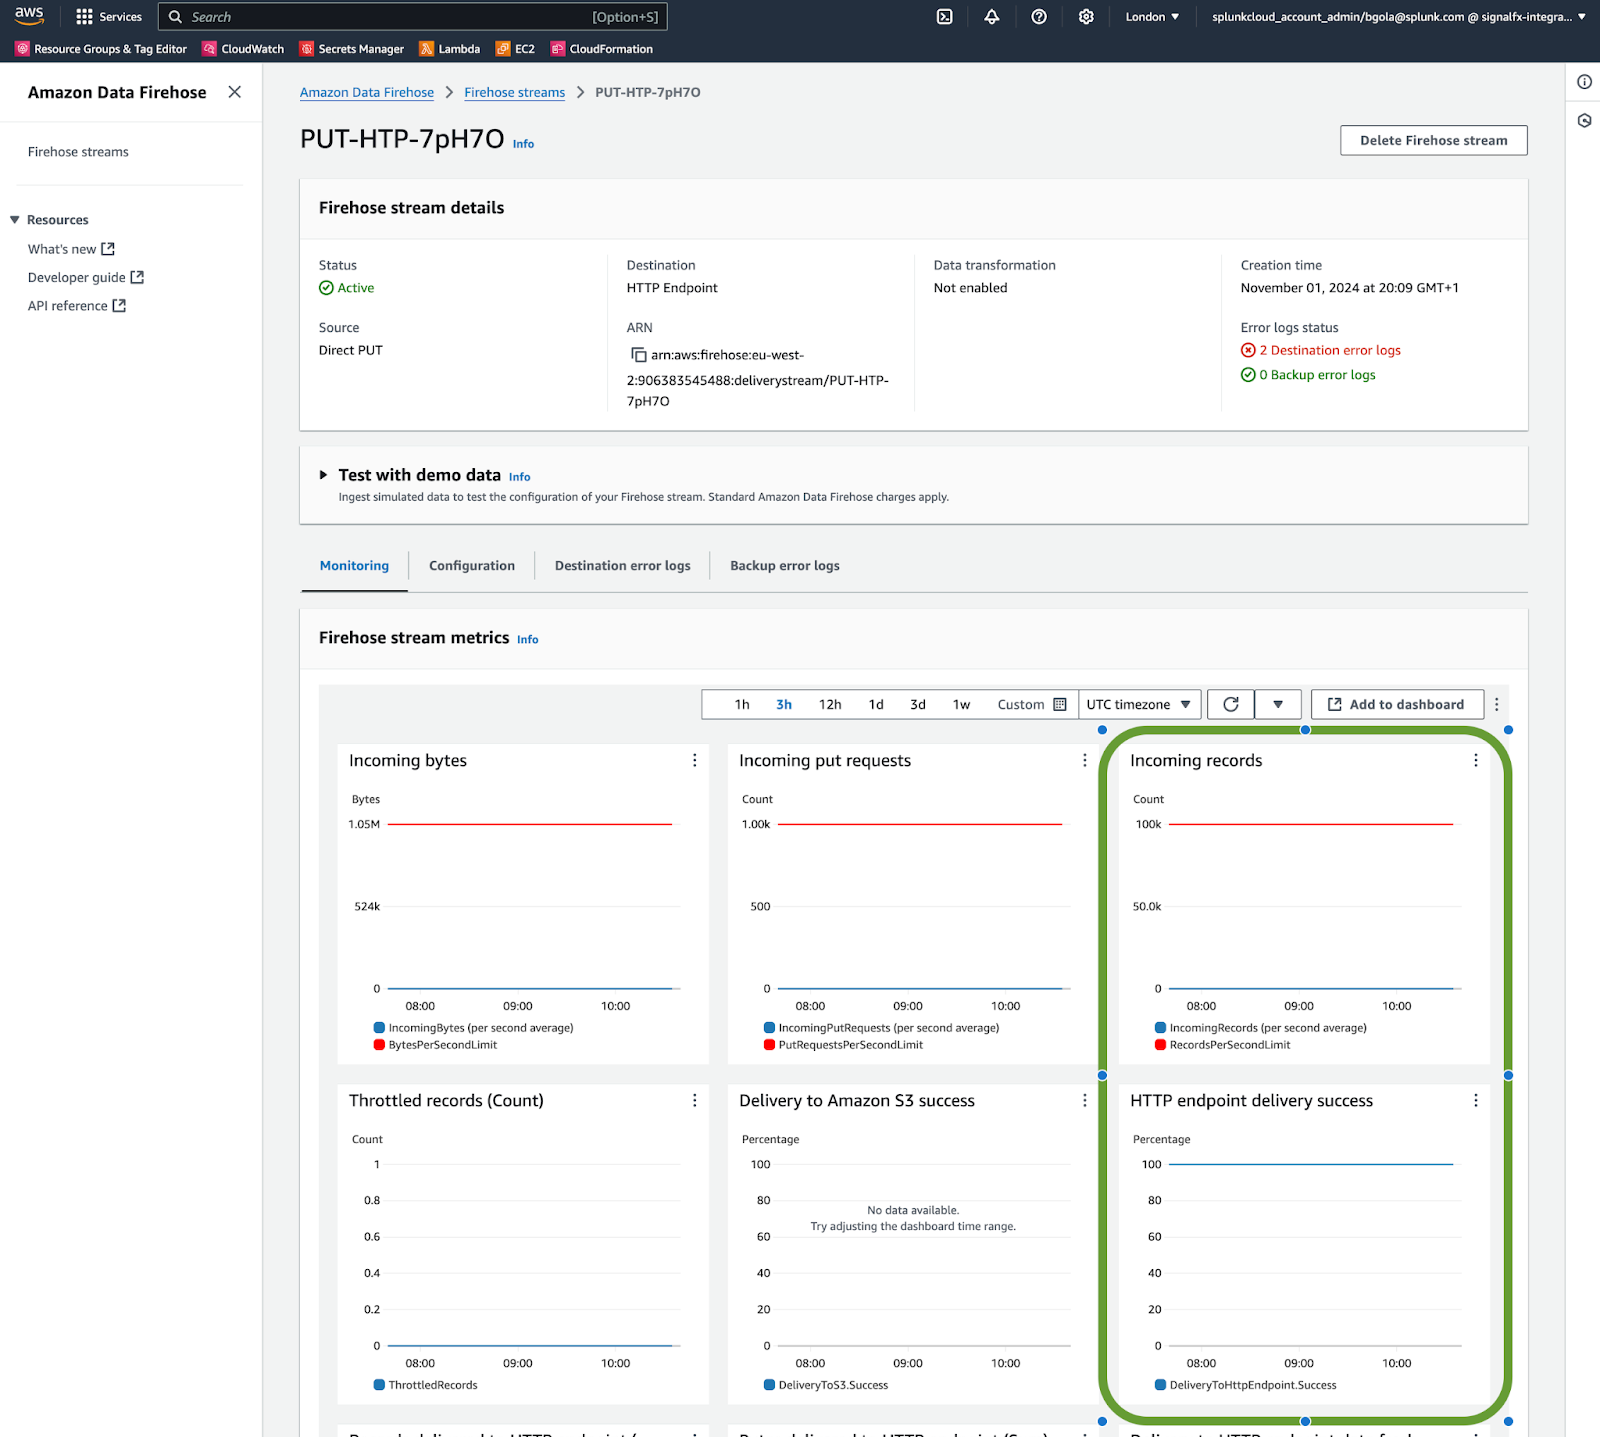 aws
Services
Search
[Option+S]
London
splunkcloud_account_admin/bgola@splunk.com @ signalfx-integra...
Resource Groups & Tag Editor
CloudWatch
Secrets Manager
Lambda
EC2
CloudFormation
Amazon Data Firehose
Firehose streams
Resources
What's new
Developer guide
API reference
Amazon Data Firehose
Firehose streams
PUT-HTP-7pH7O
PUT-HTP-7pH7O Info
Delete Firehose stream
Firehose stream details
Status
Active
Source
Direct PUT
Destination
HTTP Endpoint
ARN
arn:aws:firehose:eu-west-
2:906383545488:deliverystream/PUT-HTP-
7pH7O
Data transformation
Not enabled
Creation time
November 01, 2024 at 20:09 GMT+1
Error logs status
2 Destination error logs
0 Backup error logs
Test with demo data Info
Ingest simulated data to test the configuration of your Firehose stream. Standard Amazon Data Firehose charges apply.
Monitoring
Configuration
Destination error logs
Backup error logs
Firehose stream metrics Info
1h
3h
12h
1d
3d
1w
Custom
UTC timezone
Add to dashboard
Incoming bytes
Bytes
1.05M
524k
0
08:00
09:00
10:00
IncomingBytes (per second average)
BytesPerSecondLimit
Incoming put requests
Count
1.00k
500
0
08:00
09:00
10:00
IncomingPutRequests (per second average)
PutRequestsPerSecondLimit
Incoming records
Count
100k
50.0k
0
08:00
09:00
10:00
IncomingRecords (per second average)
RecordsPerSecondLimit
Throttled records (Count)
Count
1
0.8
0.6
0.4
0.2
0
08:00
09:00
10:00
ThrottledRecords
Delivery to Amazon S3 success
Percentage
100
80
No data available.
Try adjusting the dashboard time range.
60
40
20
0
08:00
09:00
10:00
DeliveryToS3.Success
HTTP endpoint delivery success
Percentage
100
80
60
40
20
0
08:00
09:00
10:00
DeliveryToHttpEndpoint.Success